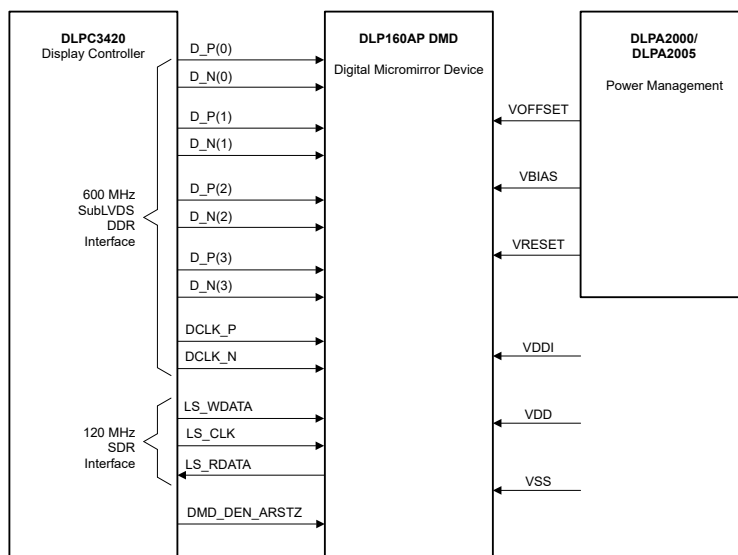 DLPC3420
Display Controller
600 MHz
SubLVDS
DDR
Interface
120 MHz
SDR
Interface
D_P(0)
D_N(0)
D_P(1)
D_N(1)
D_P(2)
D_N(2)
D_P(3)
D_N(3)
DCLK_P
DCLK_N
LS_WDATA
LS_CLK
LS_RDATA
DMD_DEN_ARSTZ
DLP160AP DMD
Digital Micromirror Device
VOFFSET
VBIAS
VRESET
VDDI
VDD
VSS
DLPA2000/
DLPA2005
Power Management